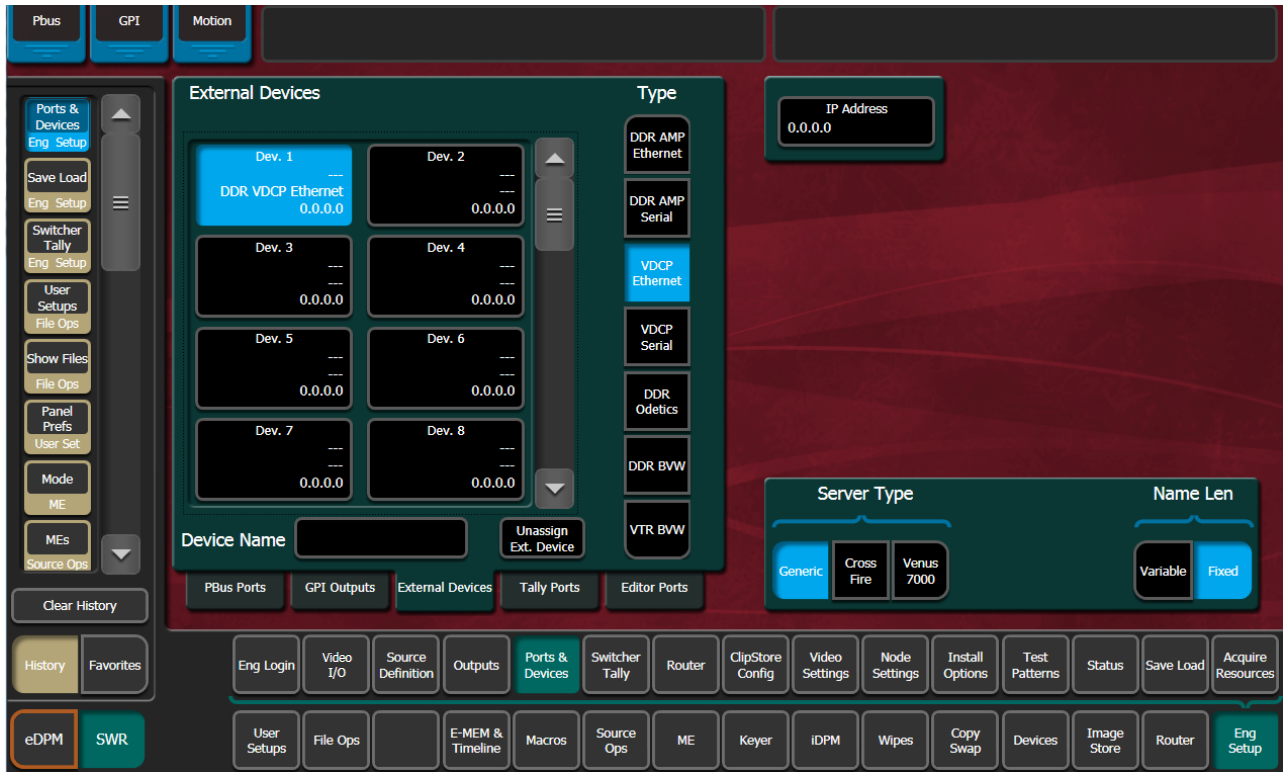 Pbus
GPI
Motion
Ports &
Devices
Eng Setup
Save Load
Eng Setup
Switcher
Tally
Eng Setup
User
Setups
File Ops
Show Files
File Ops
Panel
Prefs
User Set
Mode
ME
MEs
Source Ops
Clear History
History
Favorites
eDPM
SWR
External Devices
Dev. 1
---
DDR VDCP Ethernet
0.0.0.0
Dev. 2
---
---
0.0.0.0
Dev. 3
---
---
0.0.0.0
Dev. 4
---
---
0.0.0.0
Dev. 5
---
---
0.0.0.0
Dev. 6
---
---
0.0.0.0
Dev. 7
---
---
0.0.0.0
Dev. 8
---
---
0.0.0.0
Device Name
Unassign
Ext. Device
Type
DDR AMP
Ethernet
DDR AMP
Serial
VDCP
Ethernet
VDCP
Serial
DDR
Odetics
DDR BVW
VTR BVW
PBus Ports
GPI Outputs
External Devices
Tally Ports
Editor Ports
IP Address
0.0.0.0
Server Type
Generic
Cross
Fire
Venus
7000
Name Len
Variable
Fixed
Eng Login
Video
I/O
Source
Definition
Outputs
Ports &
Devices
Switcher
Tally
Router
ClipStore
Config
Video
Settings
Node
Settings
Install
Options
Test
Patterns
Status
Save Load
Acquire
Resources
User
Setups
File Ops
E-MEM &
Timeline
Macros
Source
Ops
ME
Keyer
iDPM
Wipes
Copy
Swap
Devices
Image
Store
Router
Eng
Setup